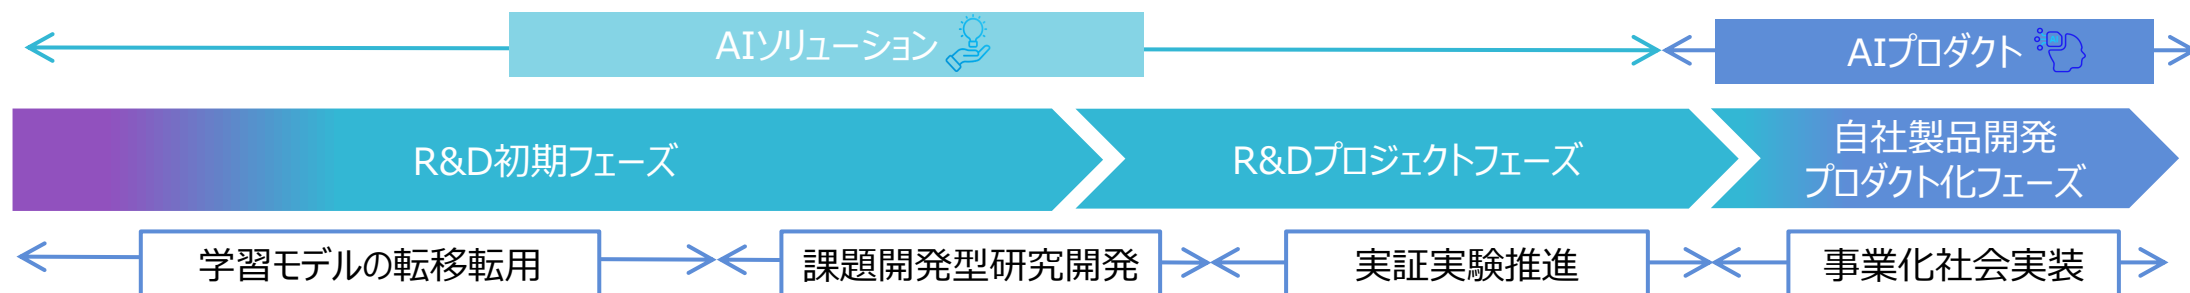 AIソリューション
AIプロダクト
R&D初期フェーズ
R&Dプロジェクトフェーズ
自社製品開発
プロダクト化フェーズ
学習モデルの転移転用
課題開発型研究開発
実証実験推進
事業化社会実装